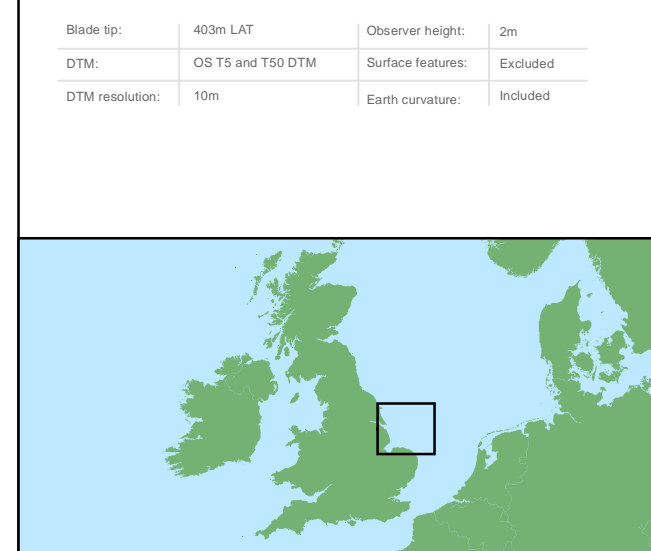 Blade tip: 403m LAT Observer height: 2m
DTM: OS T5 and T50 DTM Surface features: Excluded
DTM resolution: 10m Earth curvature: Included